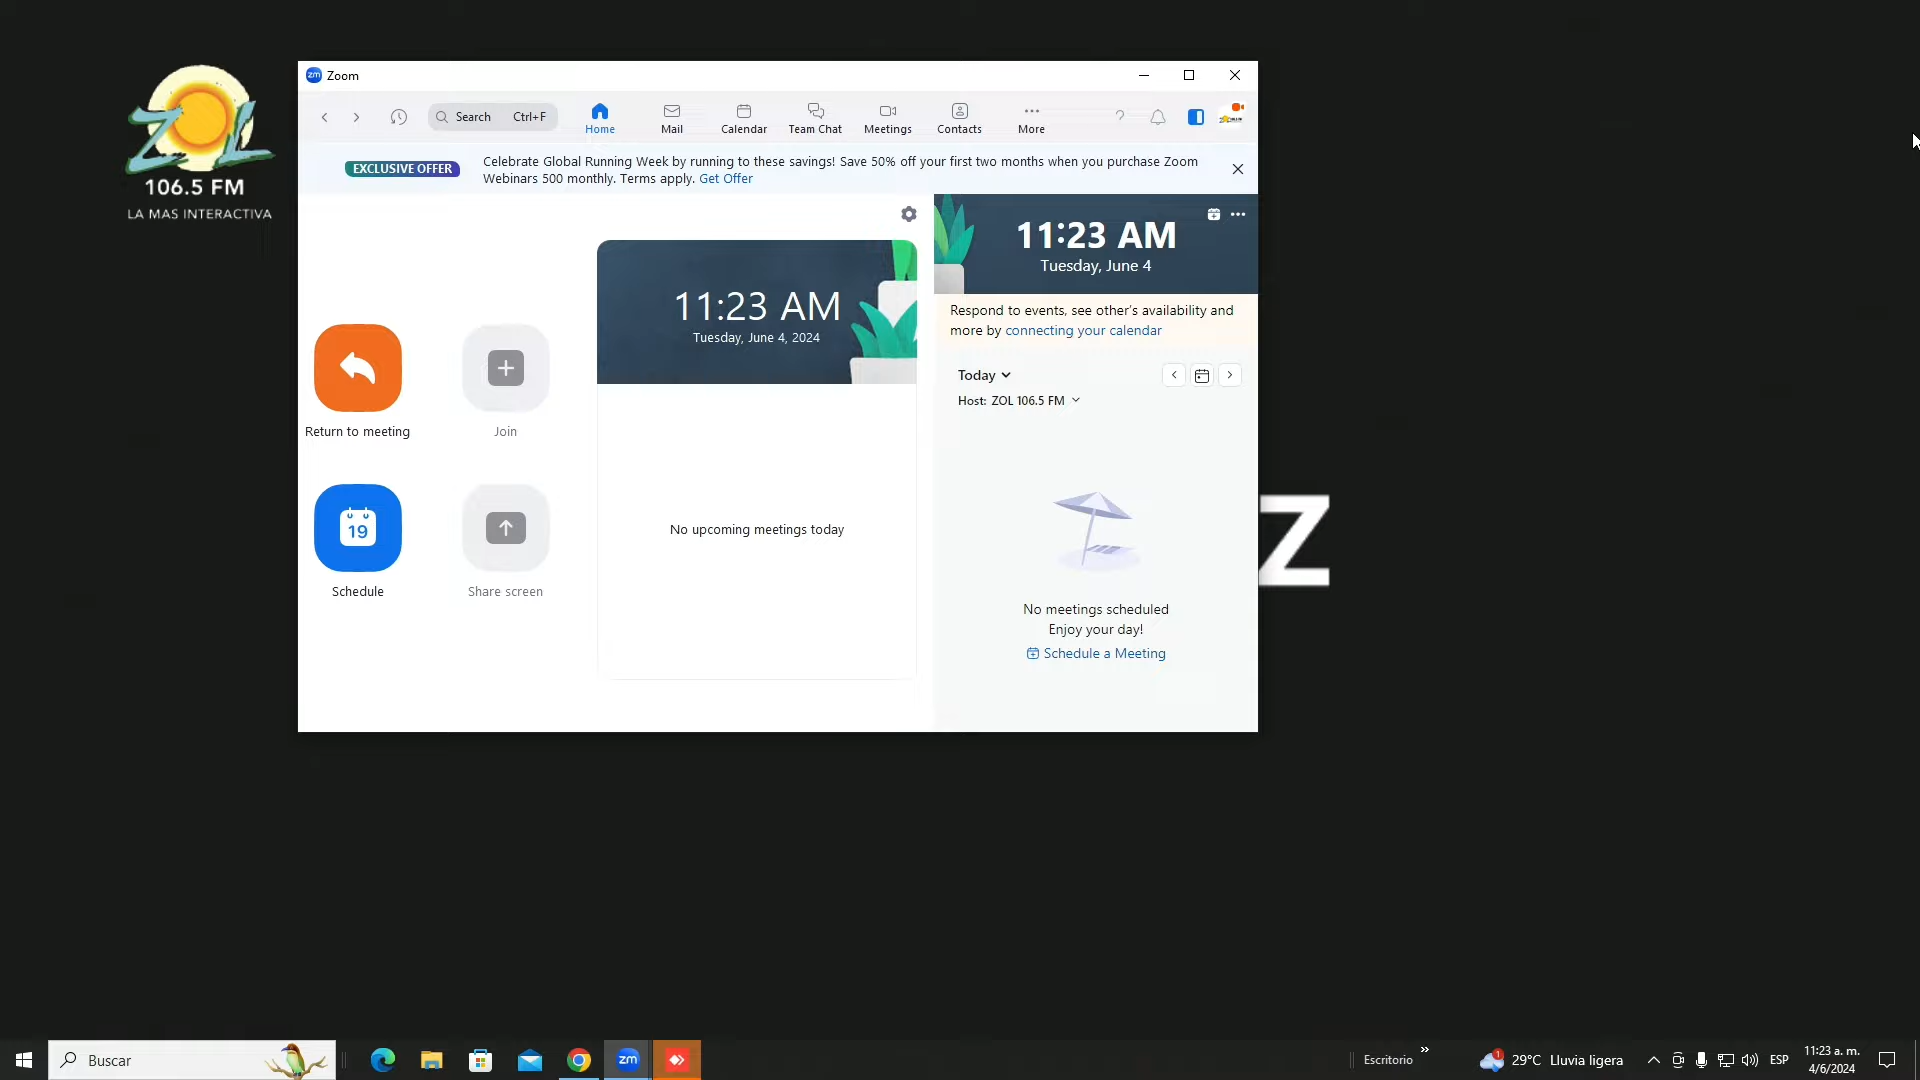 ZOL
106.5 FM
LA MAS INTERACTIVA
zm Zoom
Search Ctrl+F
Home
Mail
Calendar
Team Chat
Meetings
Contacts
More
EXCLUSIVE OFFER
Celebrate Global Running Week by running to these savings! Save 50% off your first two months when you purchase Zoom
Webinars 500 monthly. Terms apply. Get Offer
11:23 AM
Tuesday, June 4, 2024
No upcoming meetings today
Return to meeting
Join
19
Schedule
Share screen
11:23 AM
Tuesday, June 4
Respond to events, see other's availability and
more by connecting your calendar
Today
Host: ZOL 106.5 FM
No meetings scheduled
Enjoy your day!
Schedule a Meeting
Z
Buscar
zm
Escritorio
1
29°C Lluvia ligera
ESP
11:23 a. m.
4/6/2024